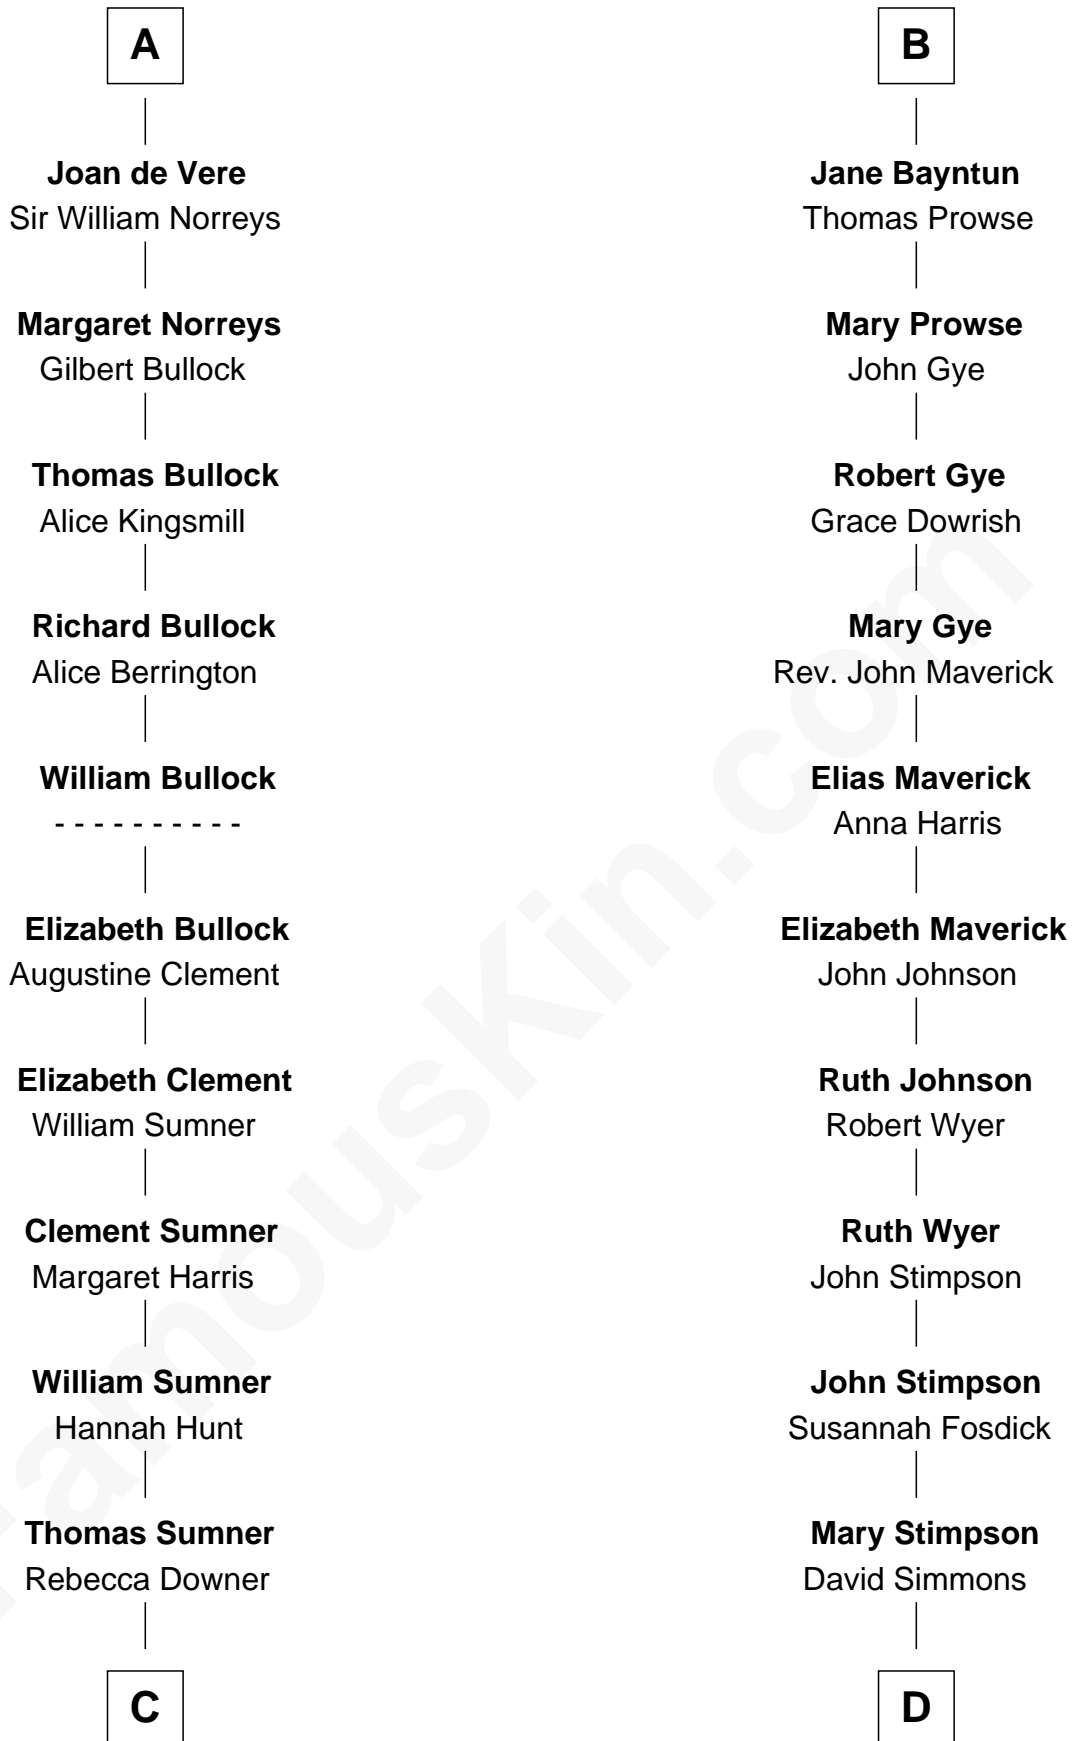 A
Joan de Vere
Sir William Norreys
Margaret Norreys
Gilbert Bullock
Thomas Bullock
Alice Kingsmill
Richard Bullock
Alice Berrington
William Bullock
- - - - - - - - - -
Elizabeth Bullock
Augustine Clement
Elizabeth Clement
William Sumner
Clement Sumner
Margaret Harris
William Sumner
Hannah Hunt
Thomas Sumner
Rebecca Downer
C
B
Jane Bayntun
Thomas Prowse
Mary Prowse
John Gye
Robert Gye
Grace Dowrish
Mary Gye
Rev. John Maverick
Elias Maverick
Anna Harris
Elizabeth Maverick
John Johnson
Ruth Johnson
Robert Wyer
Ruth Wyer
John Stimpson
John Stimpson
Susannah Fosdick
Mary Stimpson
David Simmons
D
FamousKin.com